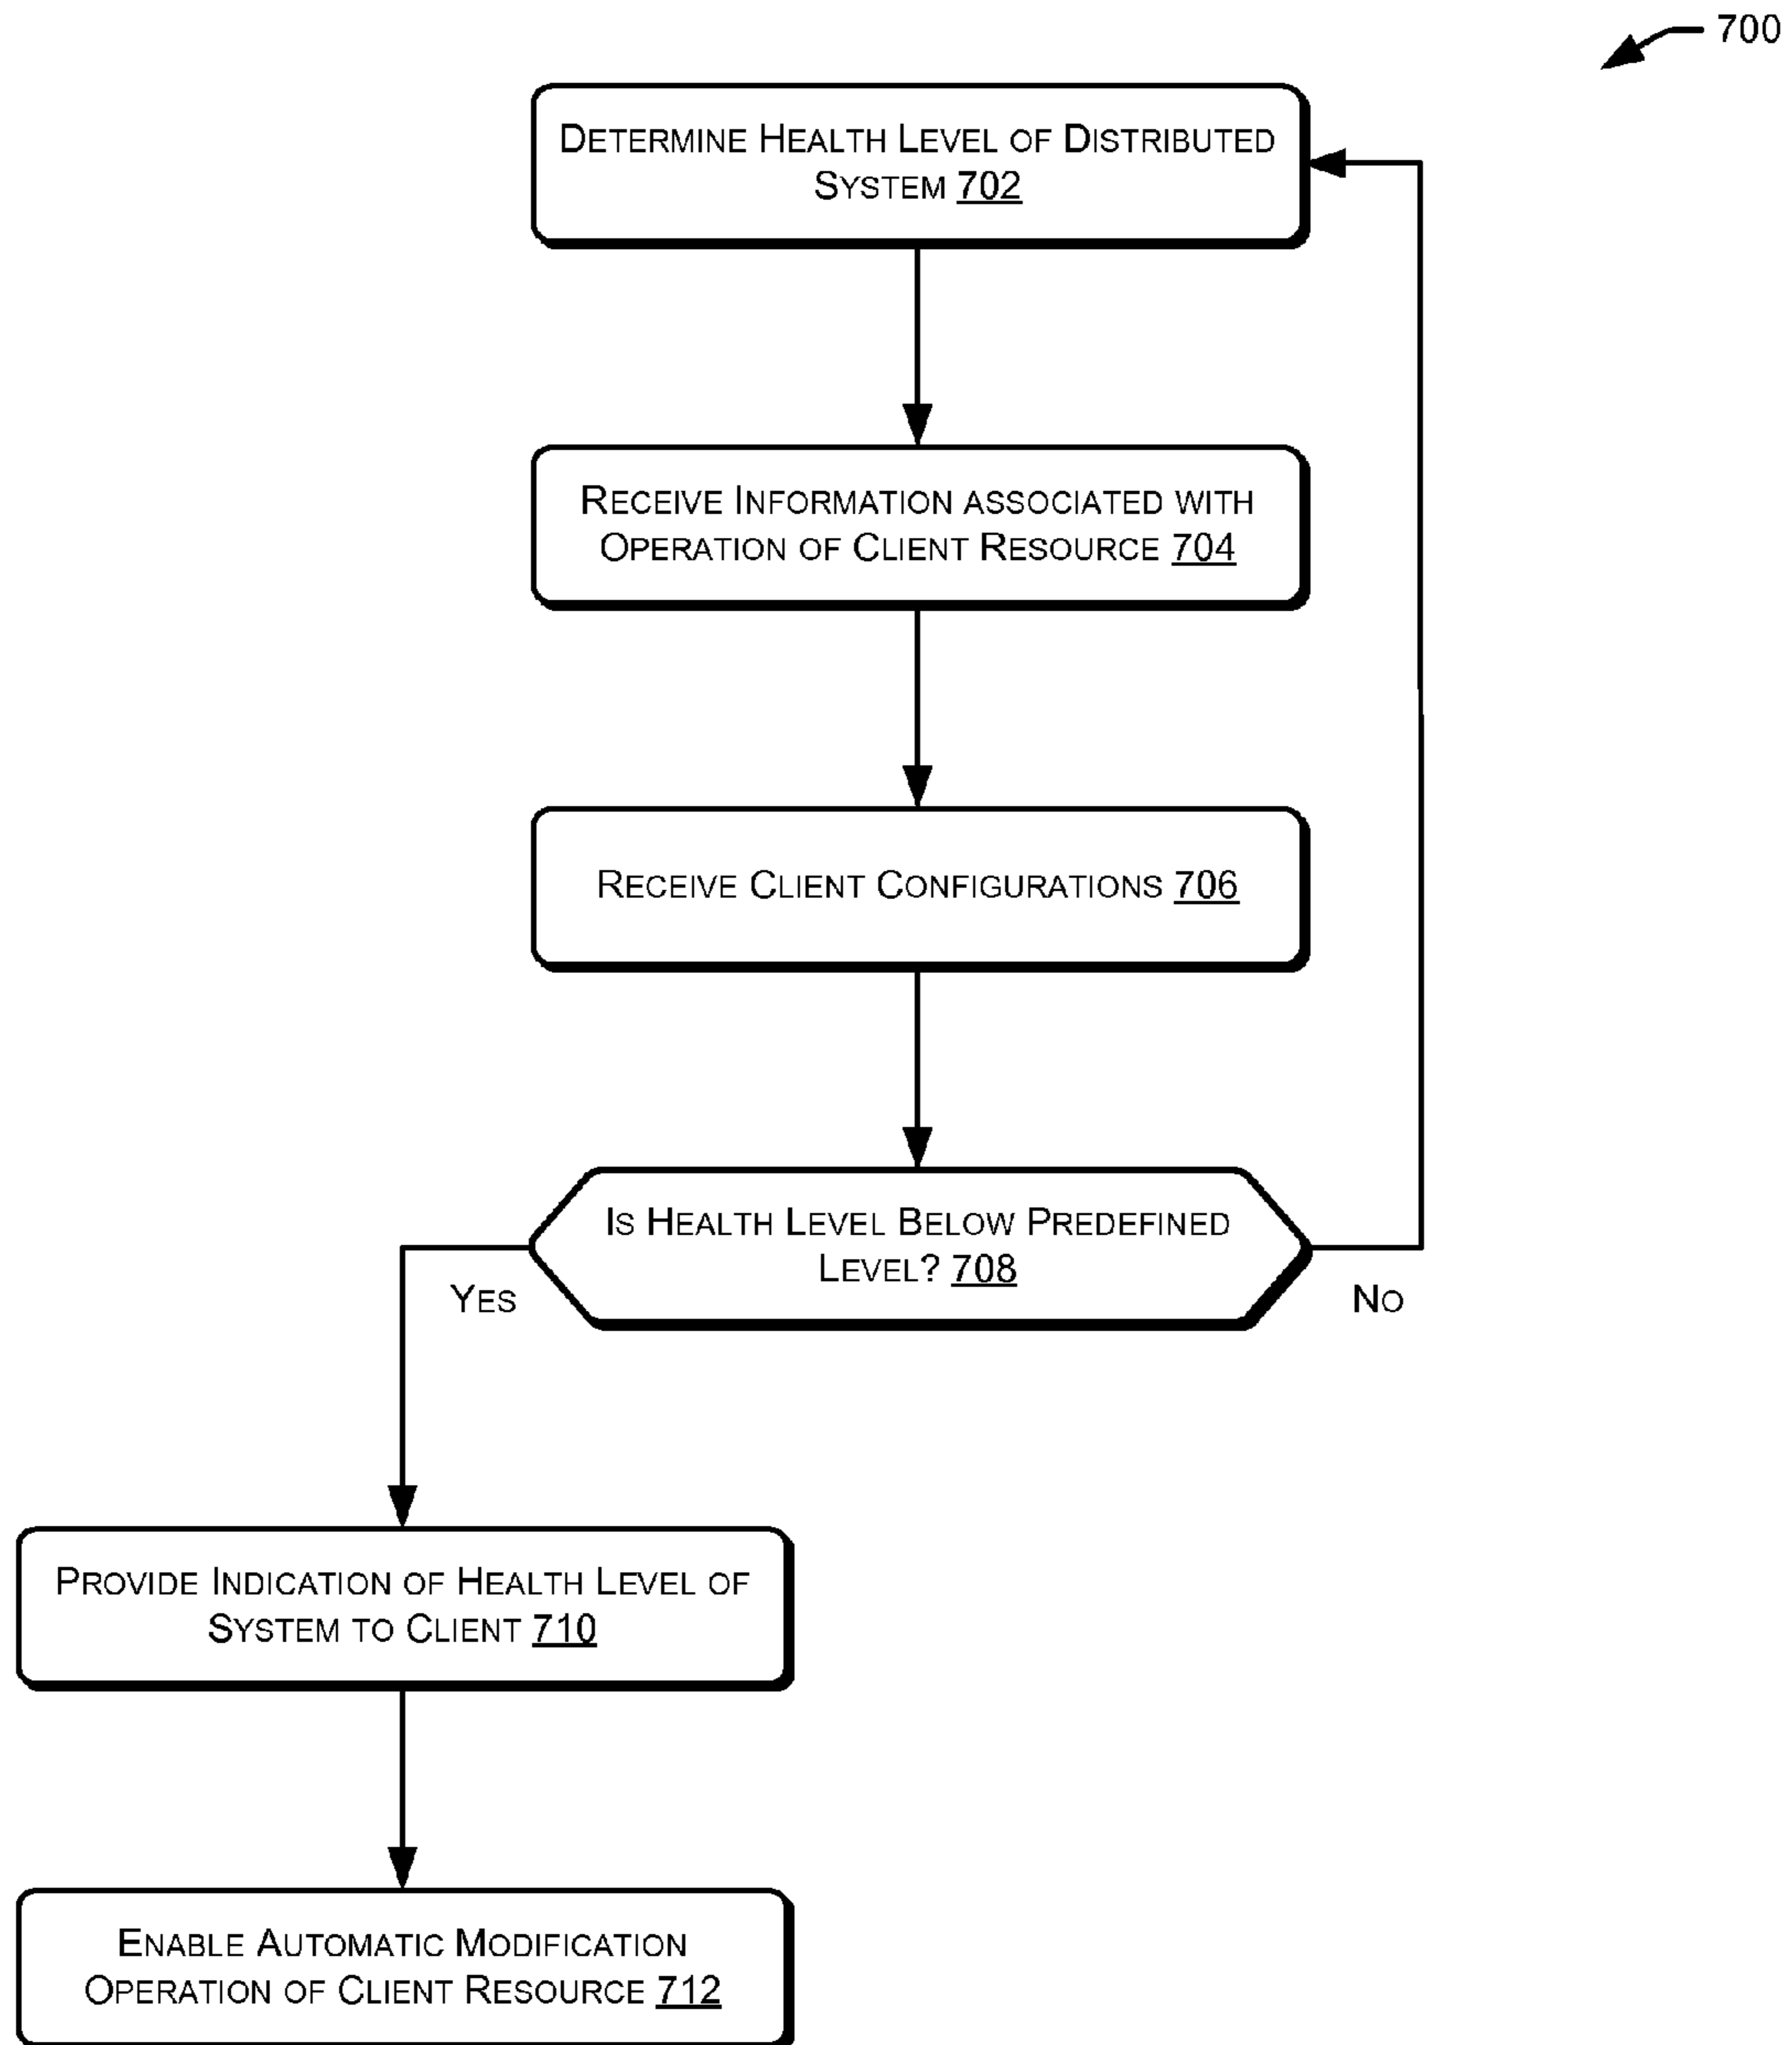 700
Determine Health Level of Distributed
System 702
Receive Information associated with
Operation of Client Resource 704
Receive Client Configurations 706
Is Health Level Below Predefined
Level? 708
Yes
No
Provide Indication of Health Level of
System to Client 710
Enable Automatic Modification
Operation of Client Resource 712